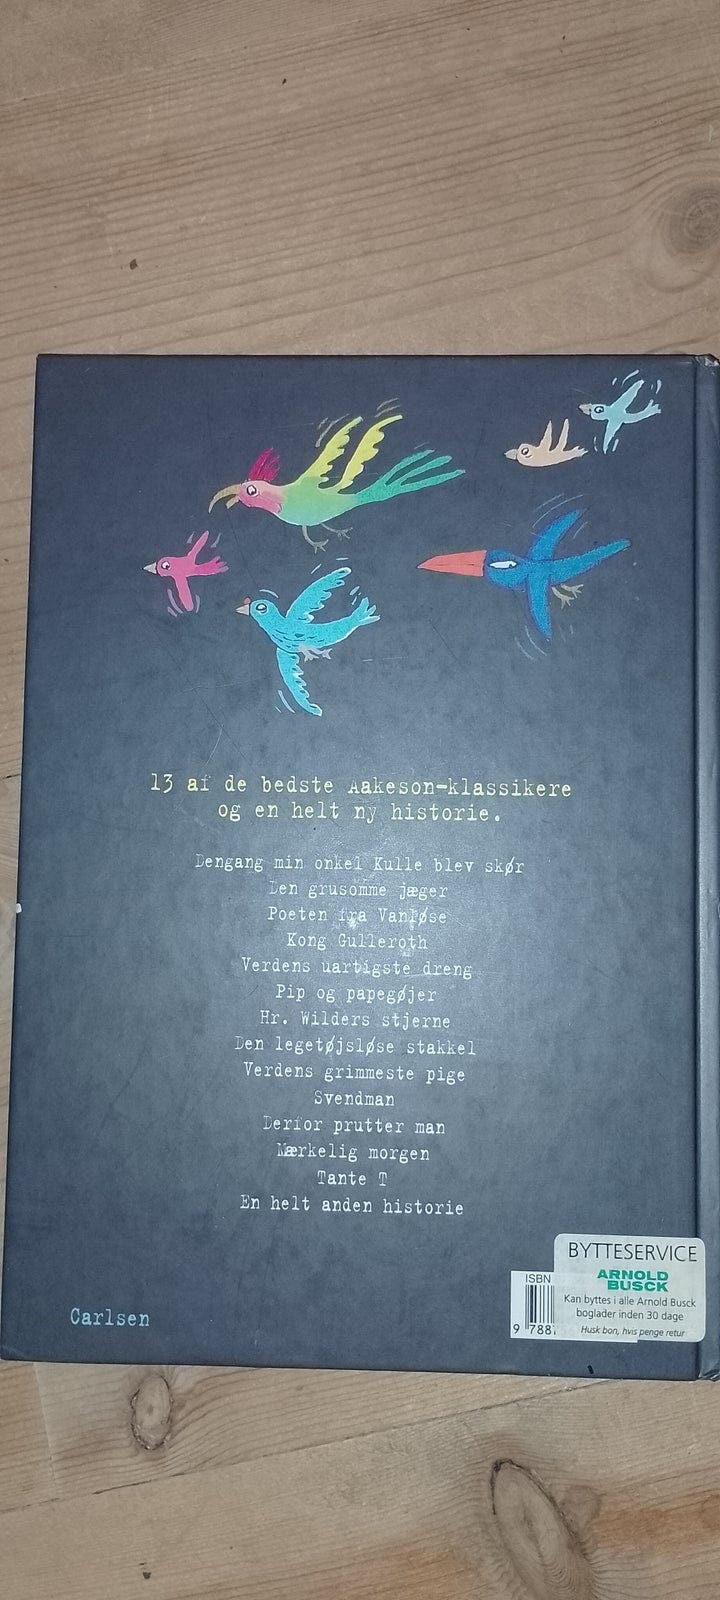 13 af de bedste Aakeson-klassikere
og en helt ny historie.
Dengang min onkel Kulle blev skør
Den grusomme jæger
Poeten fra Vanløse
Kong Gulleroth
Verdens uartigste dreng
Pip og papegøjer
Hr. Wilders stjerne
Den legetøjsløse stakkel
Verdens grimmeste pige
Svendman
Derfor prutter man
Mærkelig morgen
Tante T
En helt anden historie
Carlsen
ISBN
9 788
BYTTESERVICE
ARNOLD
BUSCK
Kan byttes i alle Arnold Busck
boglader inden 30 dage
Husk bon, hvis penge retur